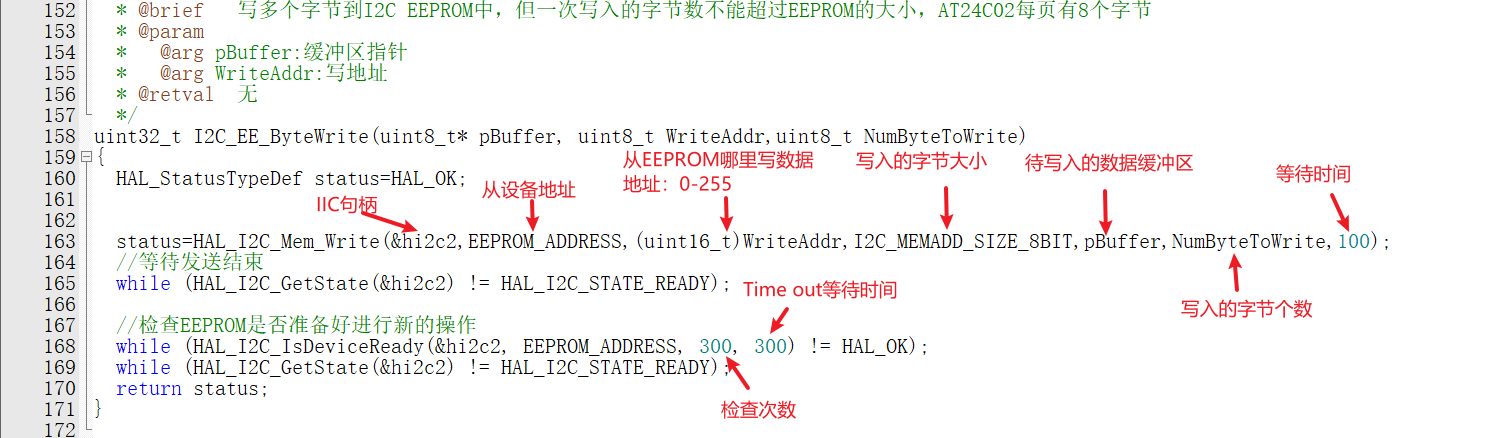 152 * @brief 写多个字节到I2C EEPROM中，但一次写入的字节数不能超过EEPROM的大小，AT24C02每页有8个字节
153 * @param
154 * @arg pBuffer:缓冲区指针
155 * @arg WriteAddr:写地址
156 * @retval 无
157 */
158 uint32_t I2C_EE_ByteWrite(uint8_t* pBuffer, uint8_t WriteAddr,uint8_t NumByteToWrite)
159 {
从EEPROM哪里写数据
地址：0-255
写入的字节大小
待写入的数据缓冲区
等待时间
160 HAL_StatusTypeDef status=HAL_OK;
从设备地址
161
IIC句柄
162
163 status=HAL_I2C_Mem_Write(&hi2c2,EEPROM_ADDRESS,(uint16_t)WriteAddr,I2C_MEMADD_SIZE_8BIT,pBuffer,NumByteToWrite,100);
164 //等待发送结束
165 while (HAL_I2C_GetState(&hi2c2) != HAL_I2C_STATE_READY);
Time out等待时间
写入的字节个数
166
167 //检查EEPROM是否准备好进行新的操作
168 while (HAL_I2C_IsDeviceReady(&hi2c2, EEPROM_ADDRESS, 300, 300) != HAL_OK);
169 while (HAL_I2C_GetState(&hi2c2) != HAL_I2C_STATE_READY);
170 return status;
检查次数
171 }
172